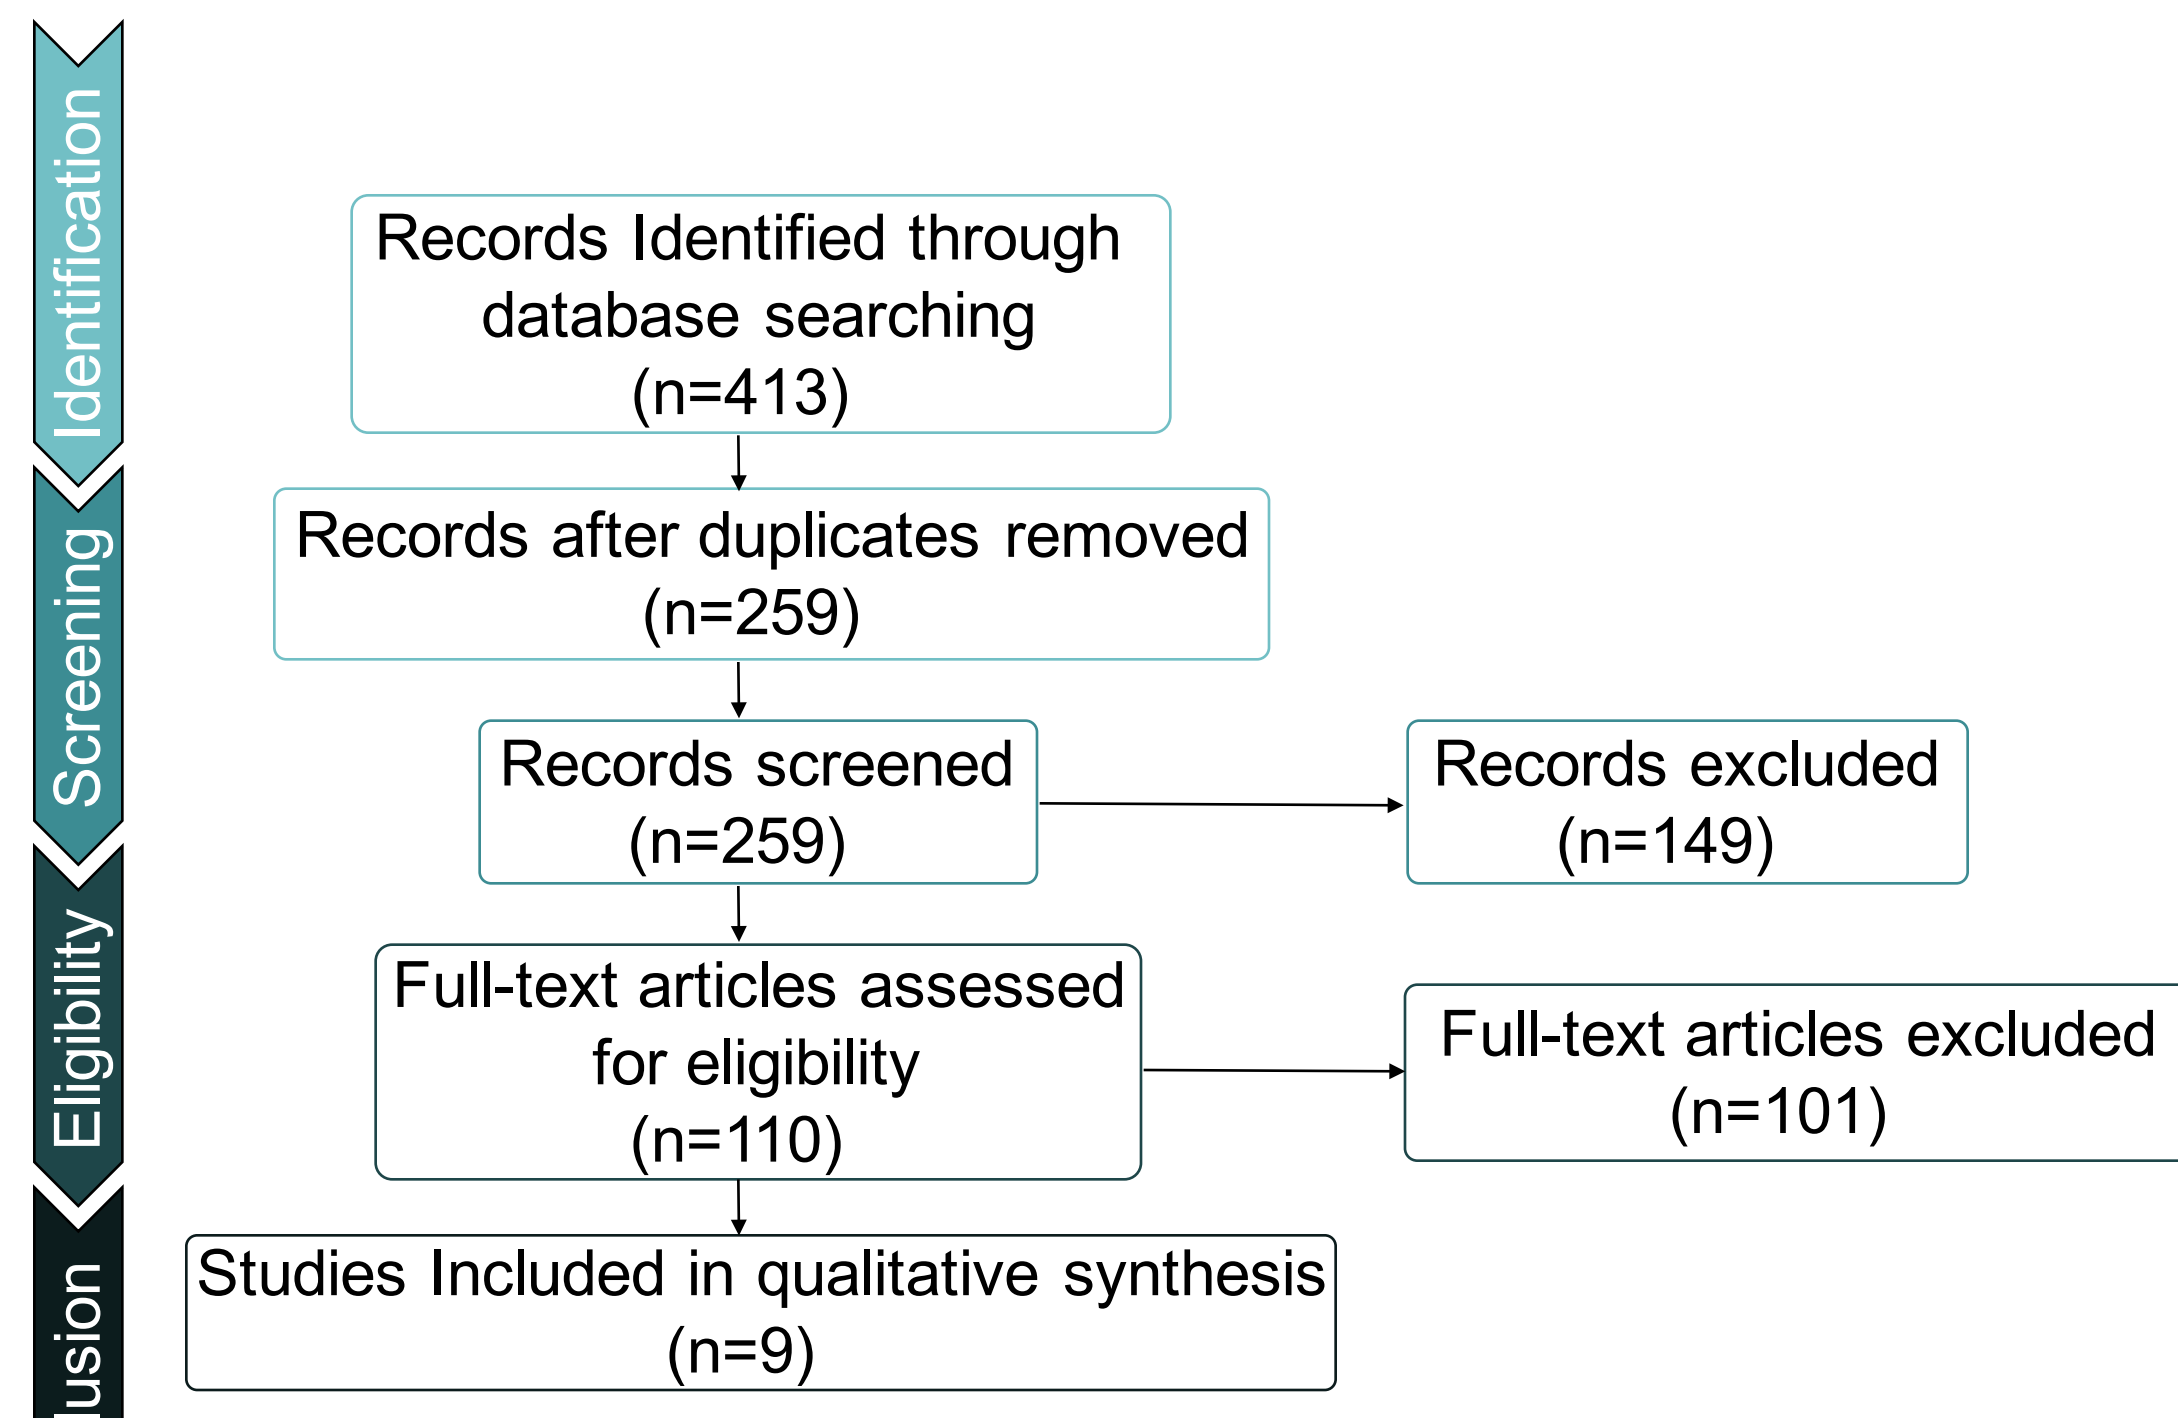 Identification
Records Identified through
database searching
(n=413)
Records after duplicates removed
(n=259)
Screening
Records screened
(n=259)
Records excluded
(n=149)
Eligibility
Full-text articles assessed
for eligibility
(n=110)
Full-text articles excluded
(n=101)
Studies Included in qualitative synthesis
(n=9)